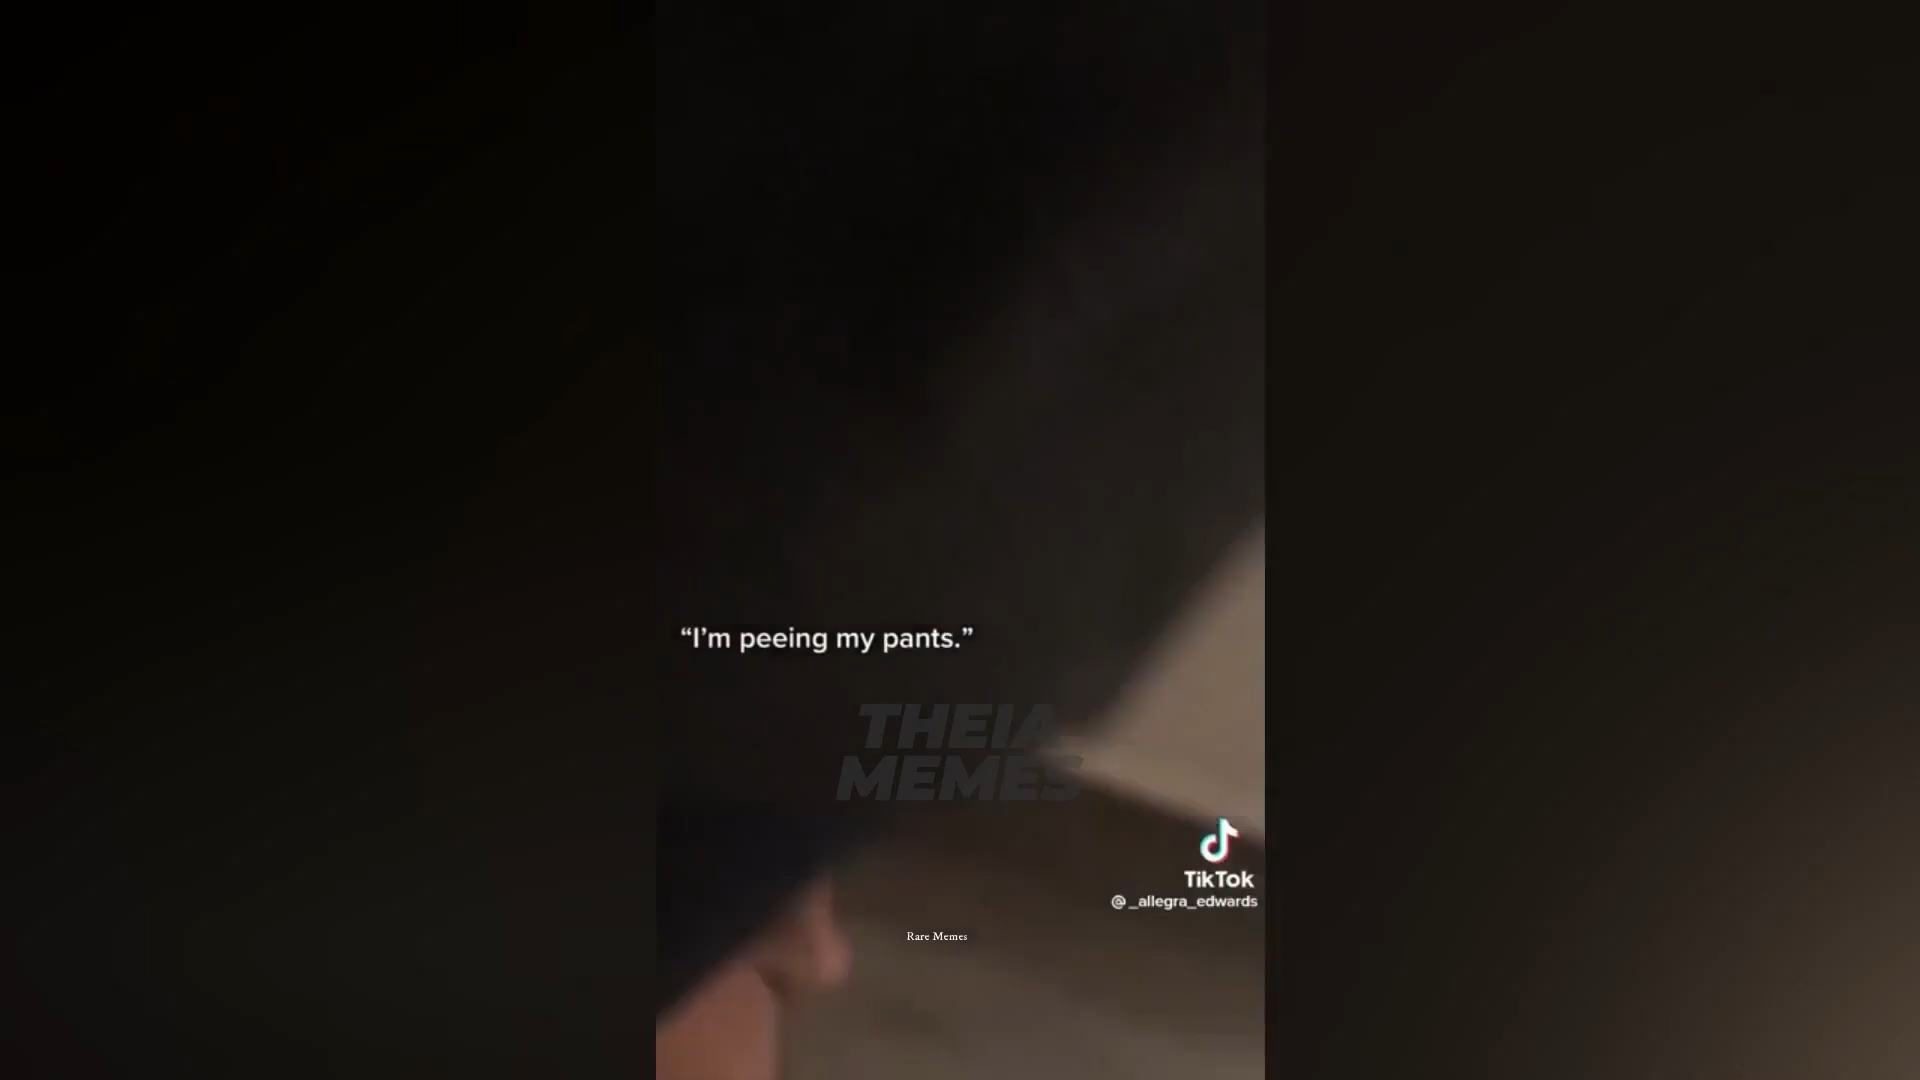 “I’m peeing my pants.”
THEIA
MEMES
TikTok
@_allegra_edwards
Rare Memes